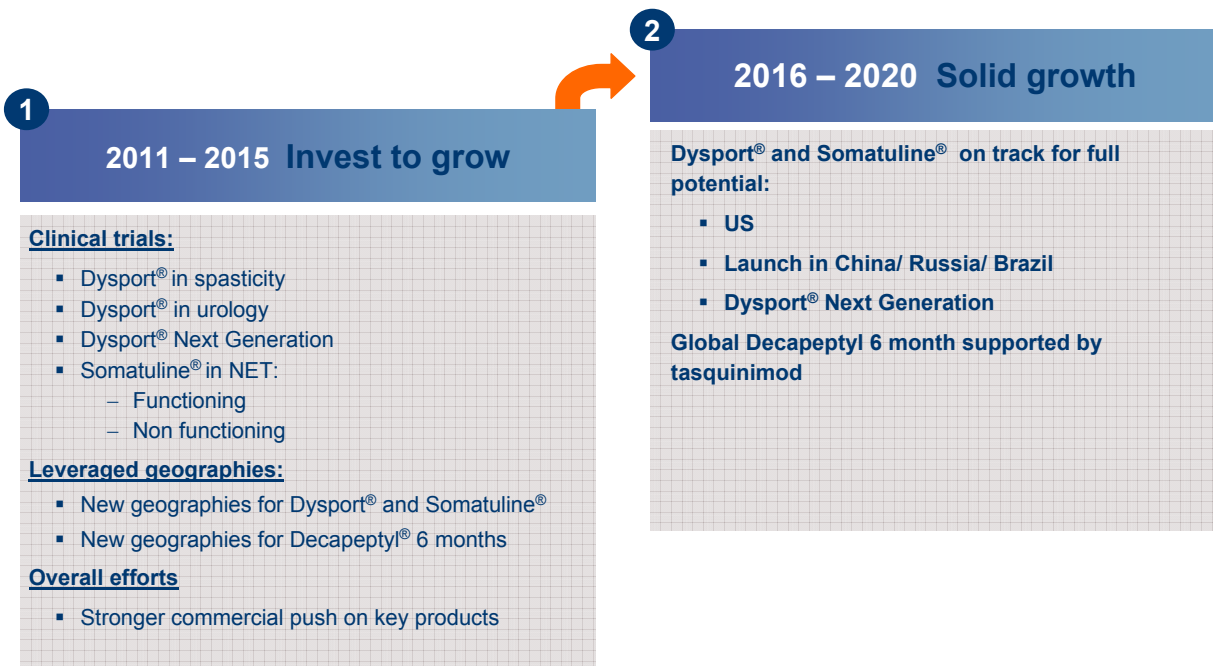 1
2011 – 2015 Invest to grow
Clinical trials:
▪ Dysport® in spasticity
▪ Dysport® in urology
▪ Dysport® Next Generation
▪ Somatuline® in NET:
– Functioning
– Non functioning
Leveraged geographies:
▪ New geographies for Dysport® and Somatuline®
▪ New geographies for Decapeptyl® 6 months
Overall efforts
▪ Stronger commercial push on key products
2
2016 – 2020 Solid growth
Dysport® and Somatuline® on track for full
potential:
▪ US
▪ Launch in China/ Russia/ Brazil
▪ Dysport® Next Generation
Global Decapeptyl 6 month supported by
tasquinimod